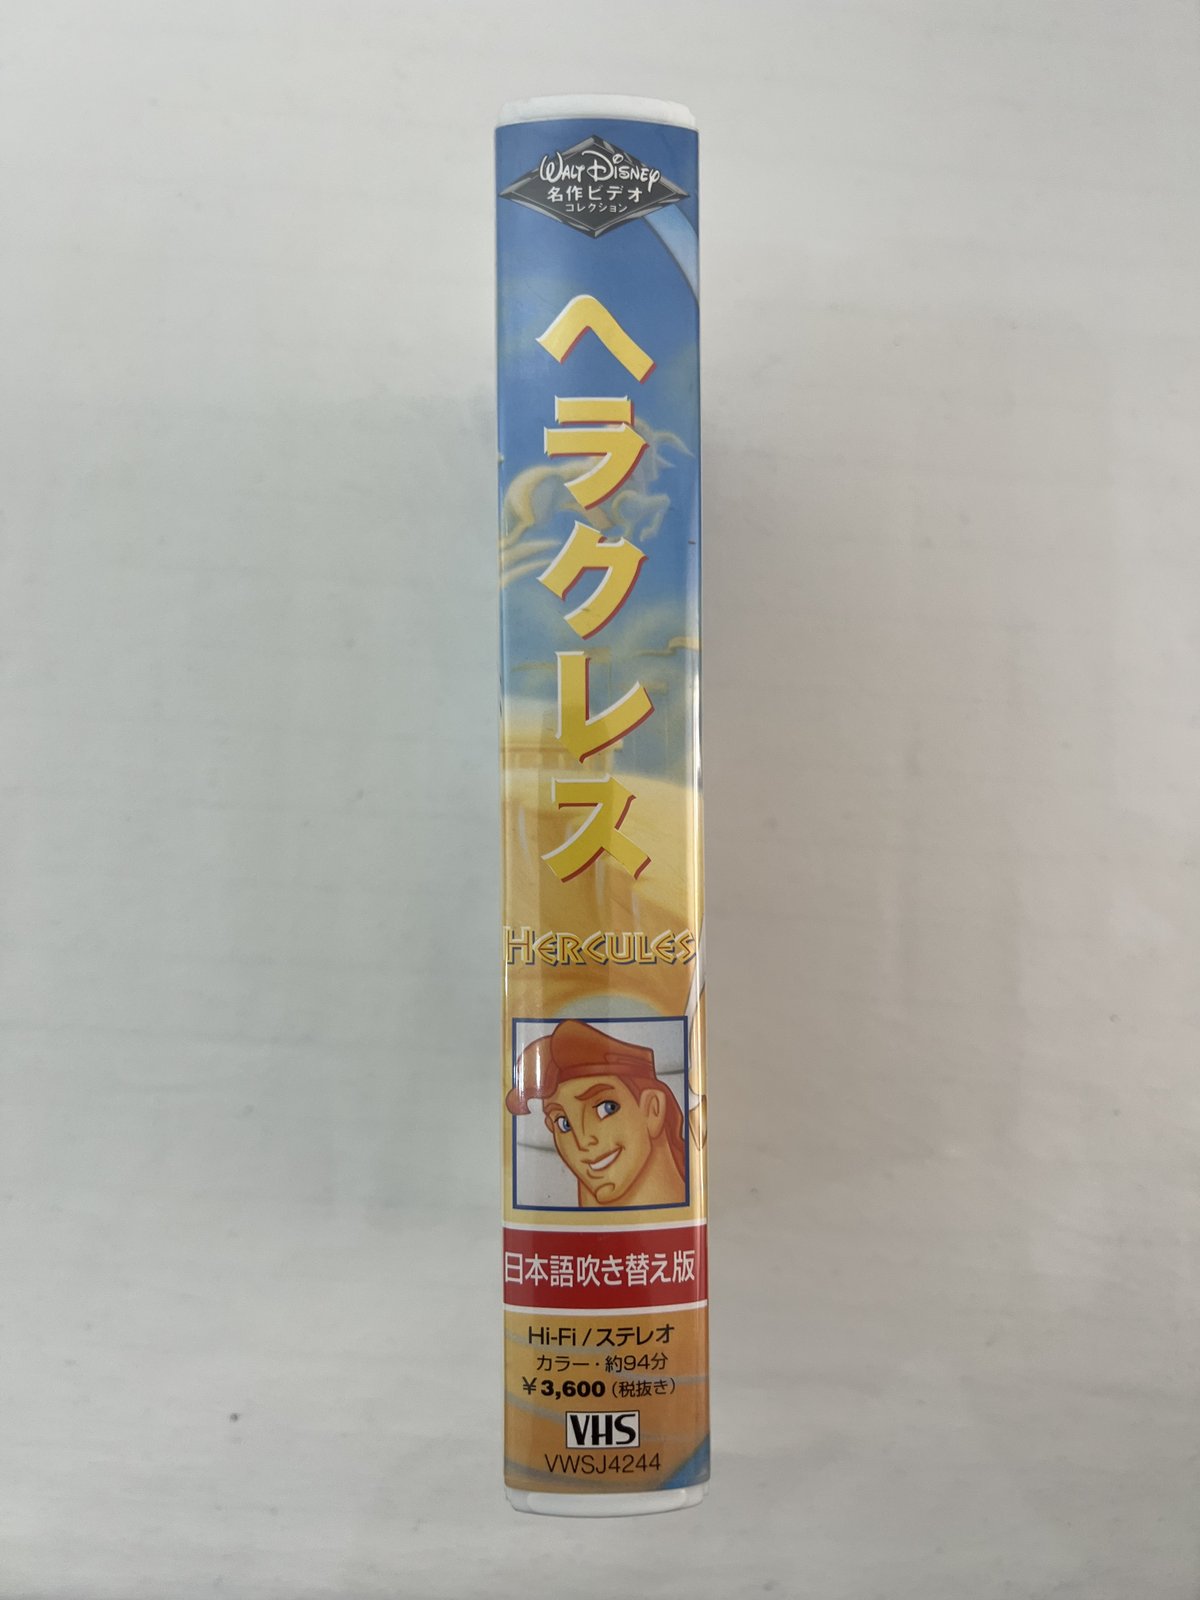 WALT DISNEY
名作ビデオ
コレクション
ヘラクレス
HERCULES
日本語吹き替え版
Hi-Fi / ステレオ
カラー・約94分
¥3,600(税抜き)
VHS
VWSJ4244